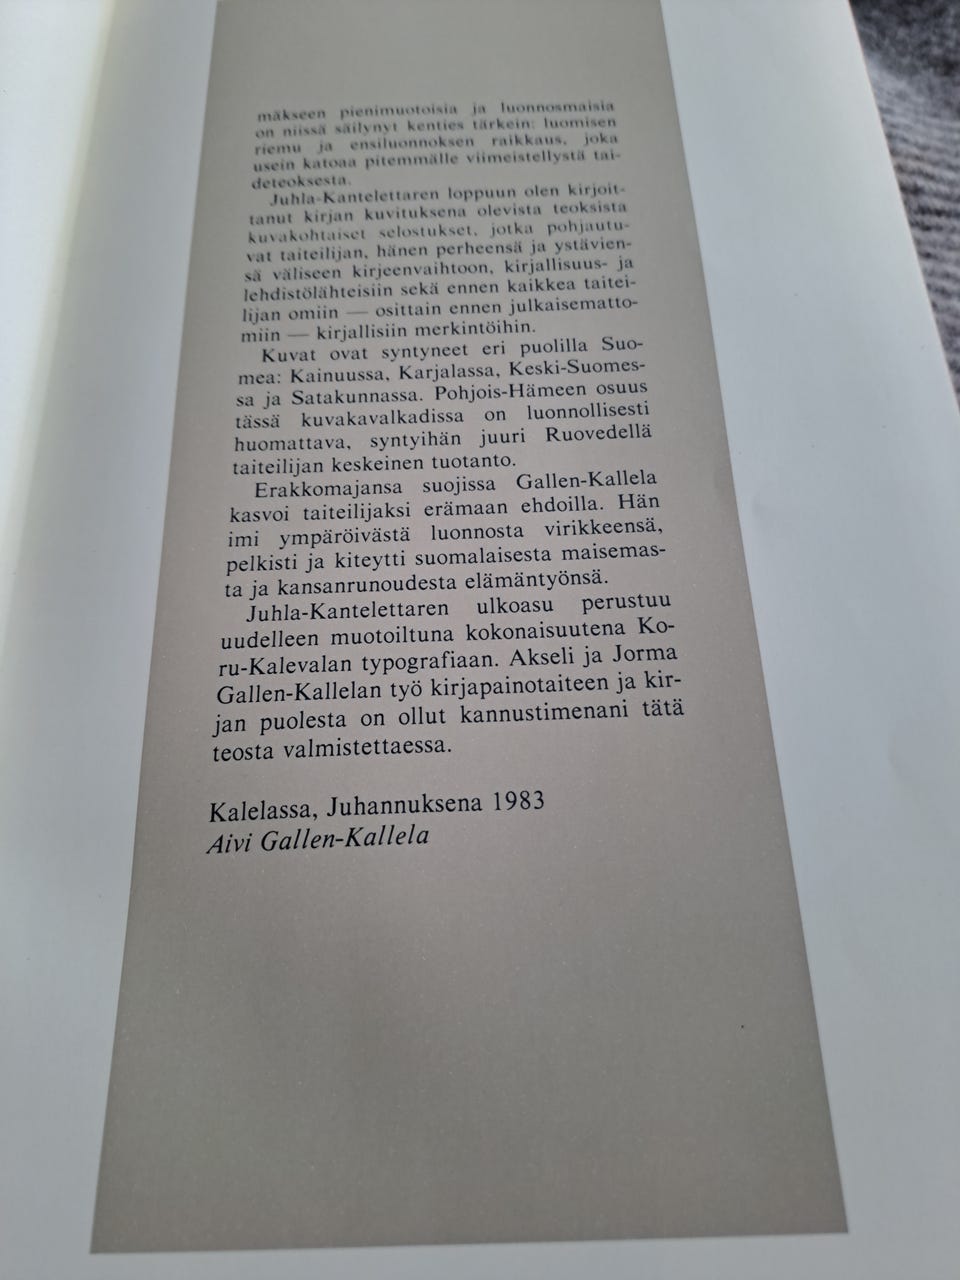 mäkseen pienimuotoisia ja luonnosmaisia
on niissä säilynyt kenties tärkein: luomisen
riemu ja ensiluonnoksen raikkaus, joka
usein katoaa pitemmälle viimeistellystä tai-
deteoksesta.
Juhla-Kantelettaren loppuun olen kirjoit-
tanut kirjan kuvituksena olevista teoksista
kuvakohtaiset selostukset, jotka pohjautu-
vat taiteilijan, hänen perheensä ja ystävien-
sä väliseen kirjeenvaihtoon, kirjallisuus- ja
lehdistölähteisiin sekä ennen kaikkea taitei-
lijan omiin — osittain ennen julkaisematto-
miin — kirjallisiin merkintöihin.
Kuvat ovat syntyneet eri puolilla Suo-
mea: Kainuussa, Karjalassa, Keski-Suomes-
sa ja Satakunnassa. Pohjois-Hämeen osuus
tässä kuvakavalkadissa on luonnollisesti
huomattava, syntyihän juuri Ruovedellä
taiteilijan keskeinen tuotanto.
Erakkomajansa suojissa Gallen-Kallela
kasvoi taiteilijaksi erämaan ehdoilla. Hän
imi ympäröivästä luonnosta virikkeensä,
pelkisti ja kiteytti suomalaisesta maisemas-
ta ja kansanrunoudesta elämäntyönsä.
Juhla-Kantelettaren ulkoasu perustuu
uudelleen muotoiltuna kokonaisuutena Ko-
ru-Kalevalan typografiaan. Akseli ja Jorma
Gallen-Kallelan työ kirjapainotaiteen ja kir-
jan puolesta on ollut kannustimenani tätä
teosta valmistettaessa.
Kalelassa, Juhannuksena 1983
Aivi Gallen-Kallela